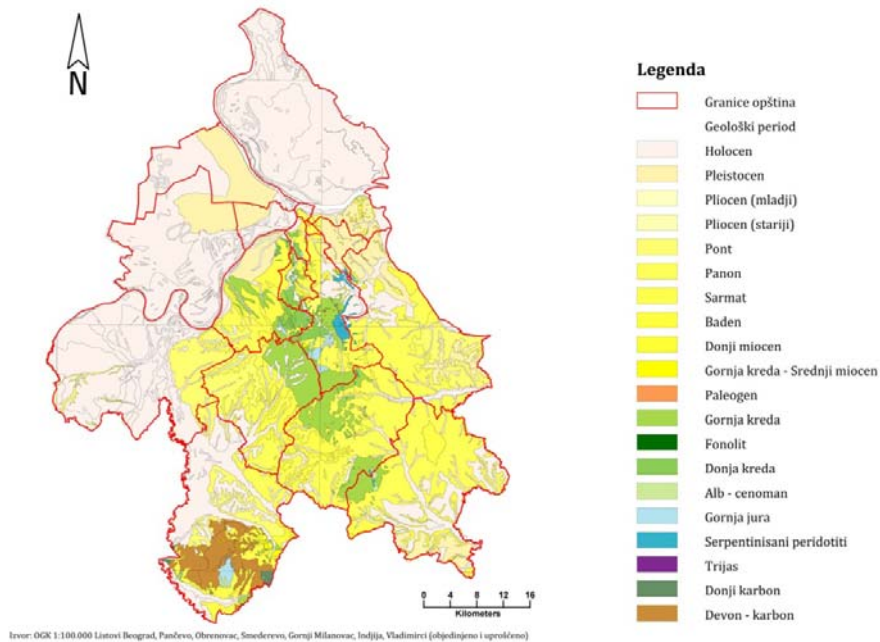 N
Legenda
Granice opština
Geološki period
Holocen
Pleistocen
Pliocen (mladji)
Pliocen (stariji)
Pont
Panon
Sarmat
Baden
Donji miocen
Gornja kreda - Srednji miocen
Paleogen
Gornja kreda
Fonolit
Donja kreda
Alb - cenoman
Gornja jura
Serpentinisani peridotiti
Trijas
Donji karbon
Devon - karbon
0 2 4 8 12 16
Kilometers
Izvor: OGK 1:100.000 Listovi Beograd, Pančevo, Obrenovac, Smederevo, Gornji Milanovac, Indjija, Vladimirci (objedinjeno i uprošćeno)